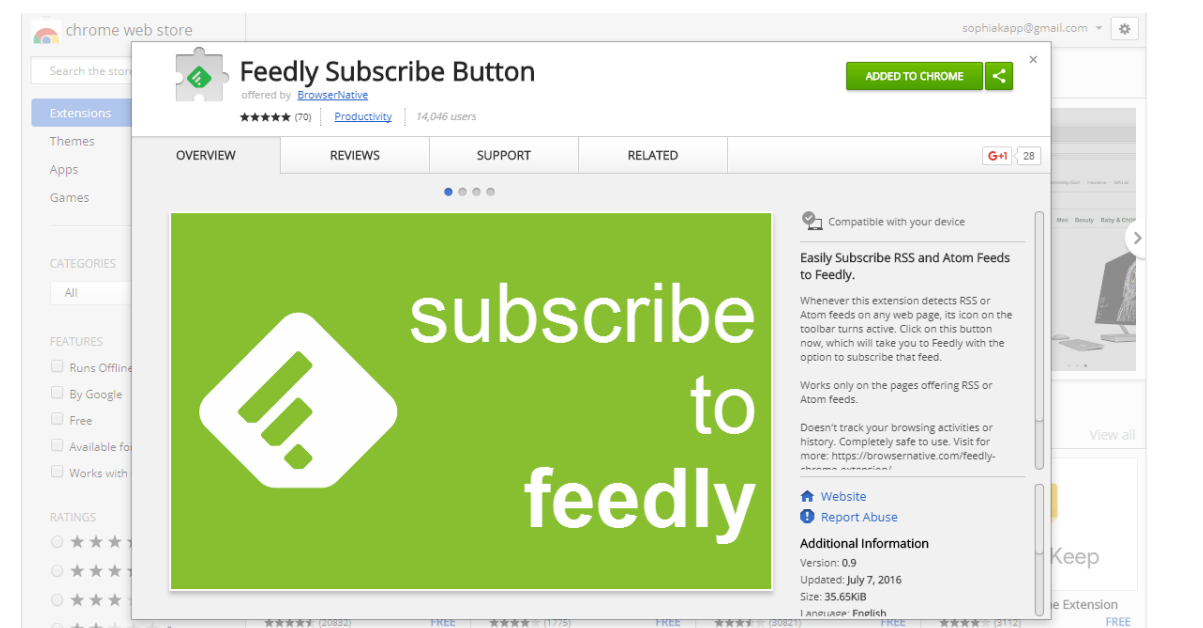 chrome web store
sophiakapp@gmail.com
Search the store
Extensions
Themes
Apps
Games
CATEGORIES
All
FEATURES
Runs Offline
By Google
Free
Available for
Works with
RATINGS
Feedly Subscribe Button
offered by BrowserNative
(70) Productivity 14,046 users
ADDED TO CHROME
OVERVIEW REVIEWS SUPPORT RELATED
G+1 28
subscribe
to
feedly
Compatible with your device
Easily Subscribe RSS and Atom Feeds
to Feedly.
Whenever this extension detects RSS or
Atom feeds on any web page, its icon on the
toolbar turns active. Click on this button
now, which will take you to Feedly with the
option to subscribe that feed.
Works only on the pages offering RSS or
Atom feeds.
Doesn't track your browsing activities or
history. Completely safe to use. Visit for
more: https://browsernative.com/feedly-
chrome-extension/
Website
Report Abuse
Additional Information
Version: 0.9
Updated: July 7, 2016
Size: 35.65KiB
Language: English
Men Beauty Baby & Child
View all
Keep
e Extension
(20832) FREE (1775) FREE (30821) FREE (3112) FREE